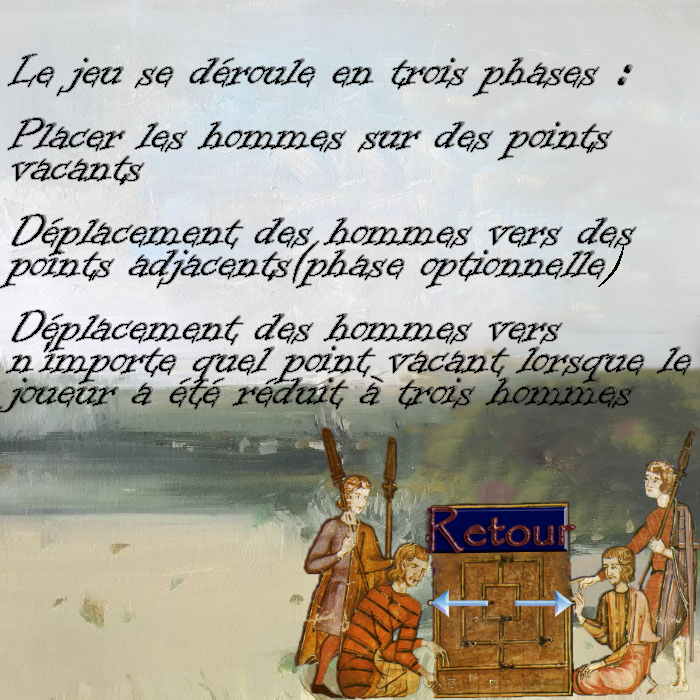 Le jeu se déroule en trois phases :
Placer les hommes sur des points
vacants
Déplacement des hommes vers des
points adjacents(phase optionnelle)
Déplacement des hommes vers
n'importe quel point vacant lorsque le
joueur a été réduit à trois hommes
Retour